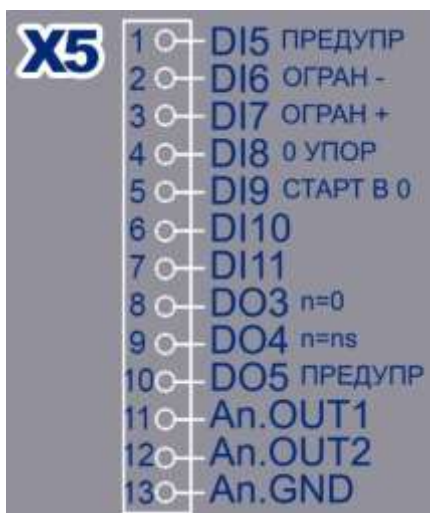 X5
1 DI5 ПРЕДУПР
2 DI6 ОГРАН -
3 DI7 ОГРАН +
4 DI8 0 УПОР
5 DI9 СТАРТ В 0
6 DI10
7 DI11
8 DO3 n=0
9 DO4 n=ns
10 DO5 ПРЕДУПР
11 An.OUT1
12 An.OUT2
13 An.GND